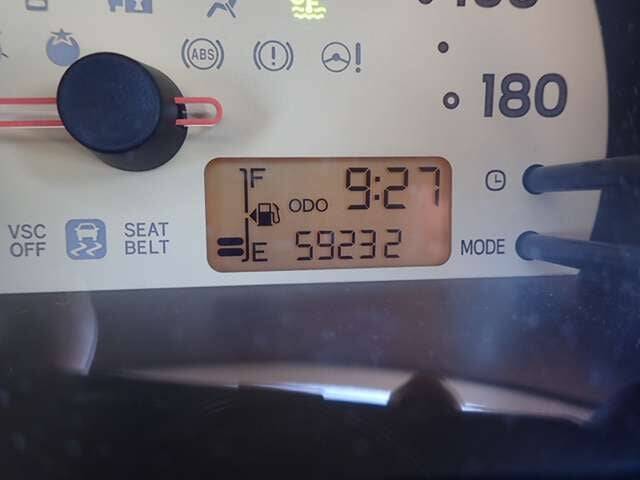 ABS
180
F
9:27
ODO
VSC
OFF
SEAT
BELT
E
59232
MODE